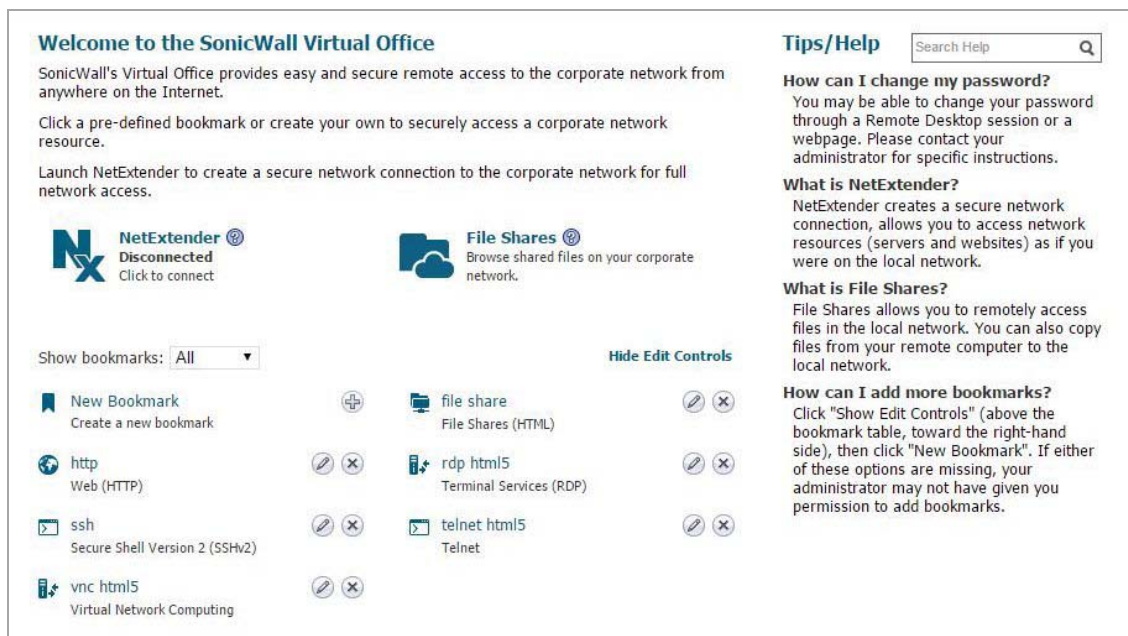 Welcome to the SonicWall Virtual Office
SonicWall's Virtual Office provides easy and secure remote access to the corporate network from
anywhere on the Internet.
Click a pre-defined bookmark or create your own to securely access a corporate network
resource.
Launch NetExtender to create a secure network connection to the corporate network for full
network access.
NetExtender ?
Disconnected
Click to connect
File Shares ?
Browse shared files on your corporate
network.
Show bookmarks: All
Hide Edit Controls
New Bookmark
Create a new bookmark
file share
File Shares (HTML)
http
Web (HTTP)
rdp html5
Terminal Services (RDP)
ssh
Secure Shell Version 2 (SSHv2)
telnet html5
Telnet
vnc html5
Virtual Network Computing
Tips/Help
Search Help
How can I change my password?
You may be able to change your password
through a Remote Desktop session or a
webpage. Please contact your
administrator for specific instructions.
What is NetExtender?
NetExtender creates a secure network
connection, allows you to access network
resources (servers and websites) as if you
were on the local network.
What is File Shares?
File Shares allows you to remotely access
files in the local network. You can also copy
files from your remote computer to the
local network.
How can I add more bookmarks?
Click "Show Edit Controls" (above the
bookmark table, toward the right-hand
side), then click "New Bookmark". If either
of these options are missing, your
administrator may not have given you
permission to add bookmarks.